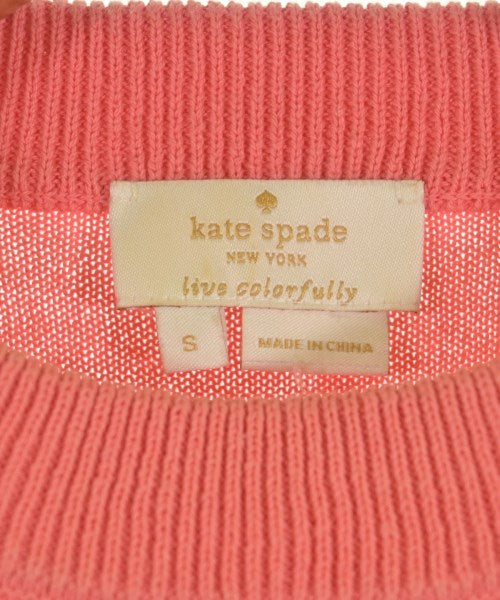 kate spade
NEW YORK
live colorfully
S
MADE IN CHINA